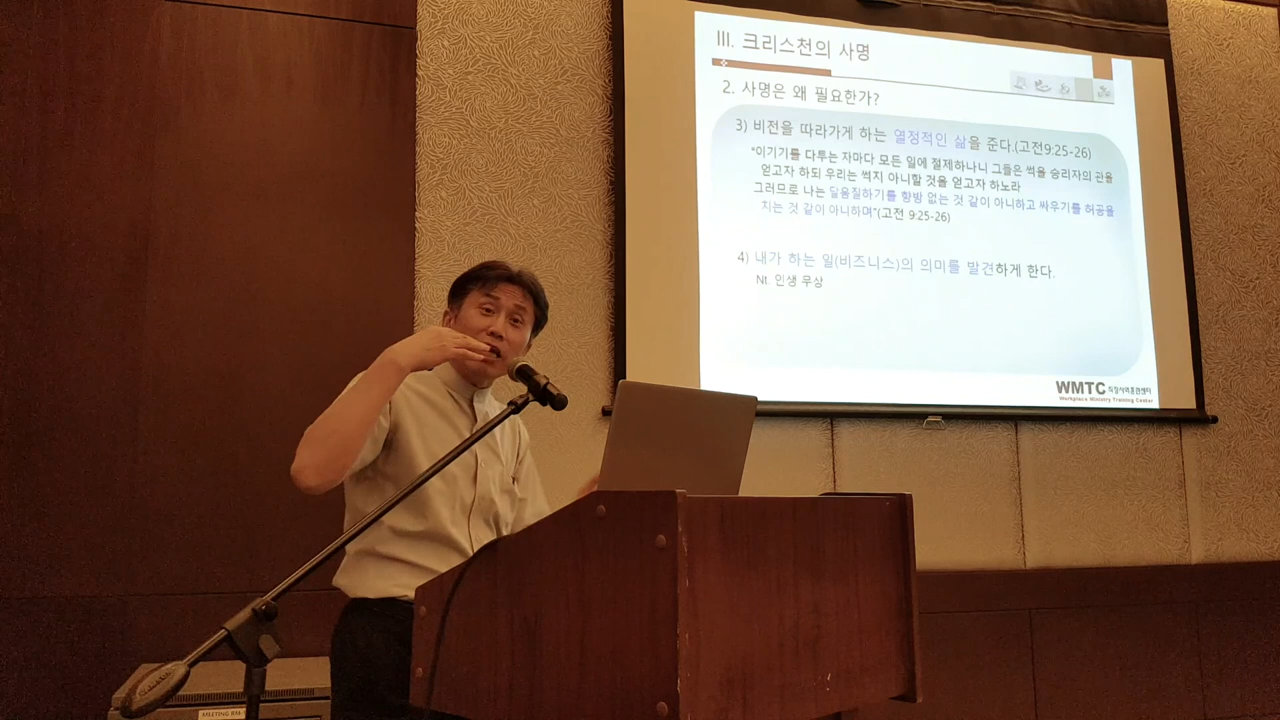 III. 크리스천의 사명
2. 사명은 왜 필요한가?
3) 비전을 따라가게 하는 열정적인 삶을 준다.(고전9:25-26)
"이기기를 다투는 자마다 모든 일에 절제하나니 그들은 썩을 승리자의 관을
얻고자 하되 우리는 썩지 아니할 것을 얻고자 하노라
그러므로 나는 달음질하기를 향방 없는 것 같이 아니하고 싸우기를 허공을
치는 것 같이 아니하며"(고전 9:25-26)
4) 내가 하는 일(비즈니스)의 의미를 발견하게 한다.
Nt. 인생 무상
WMTC 직장사역훈련센터
Workplace Ministry Training Center
MEETING RM.